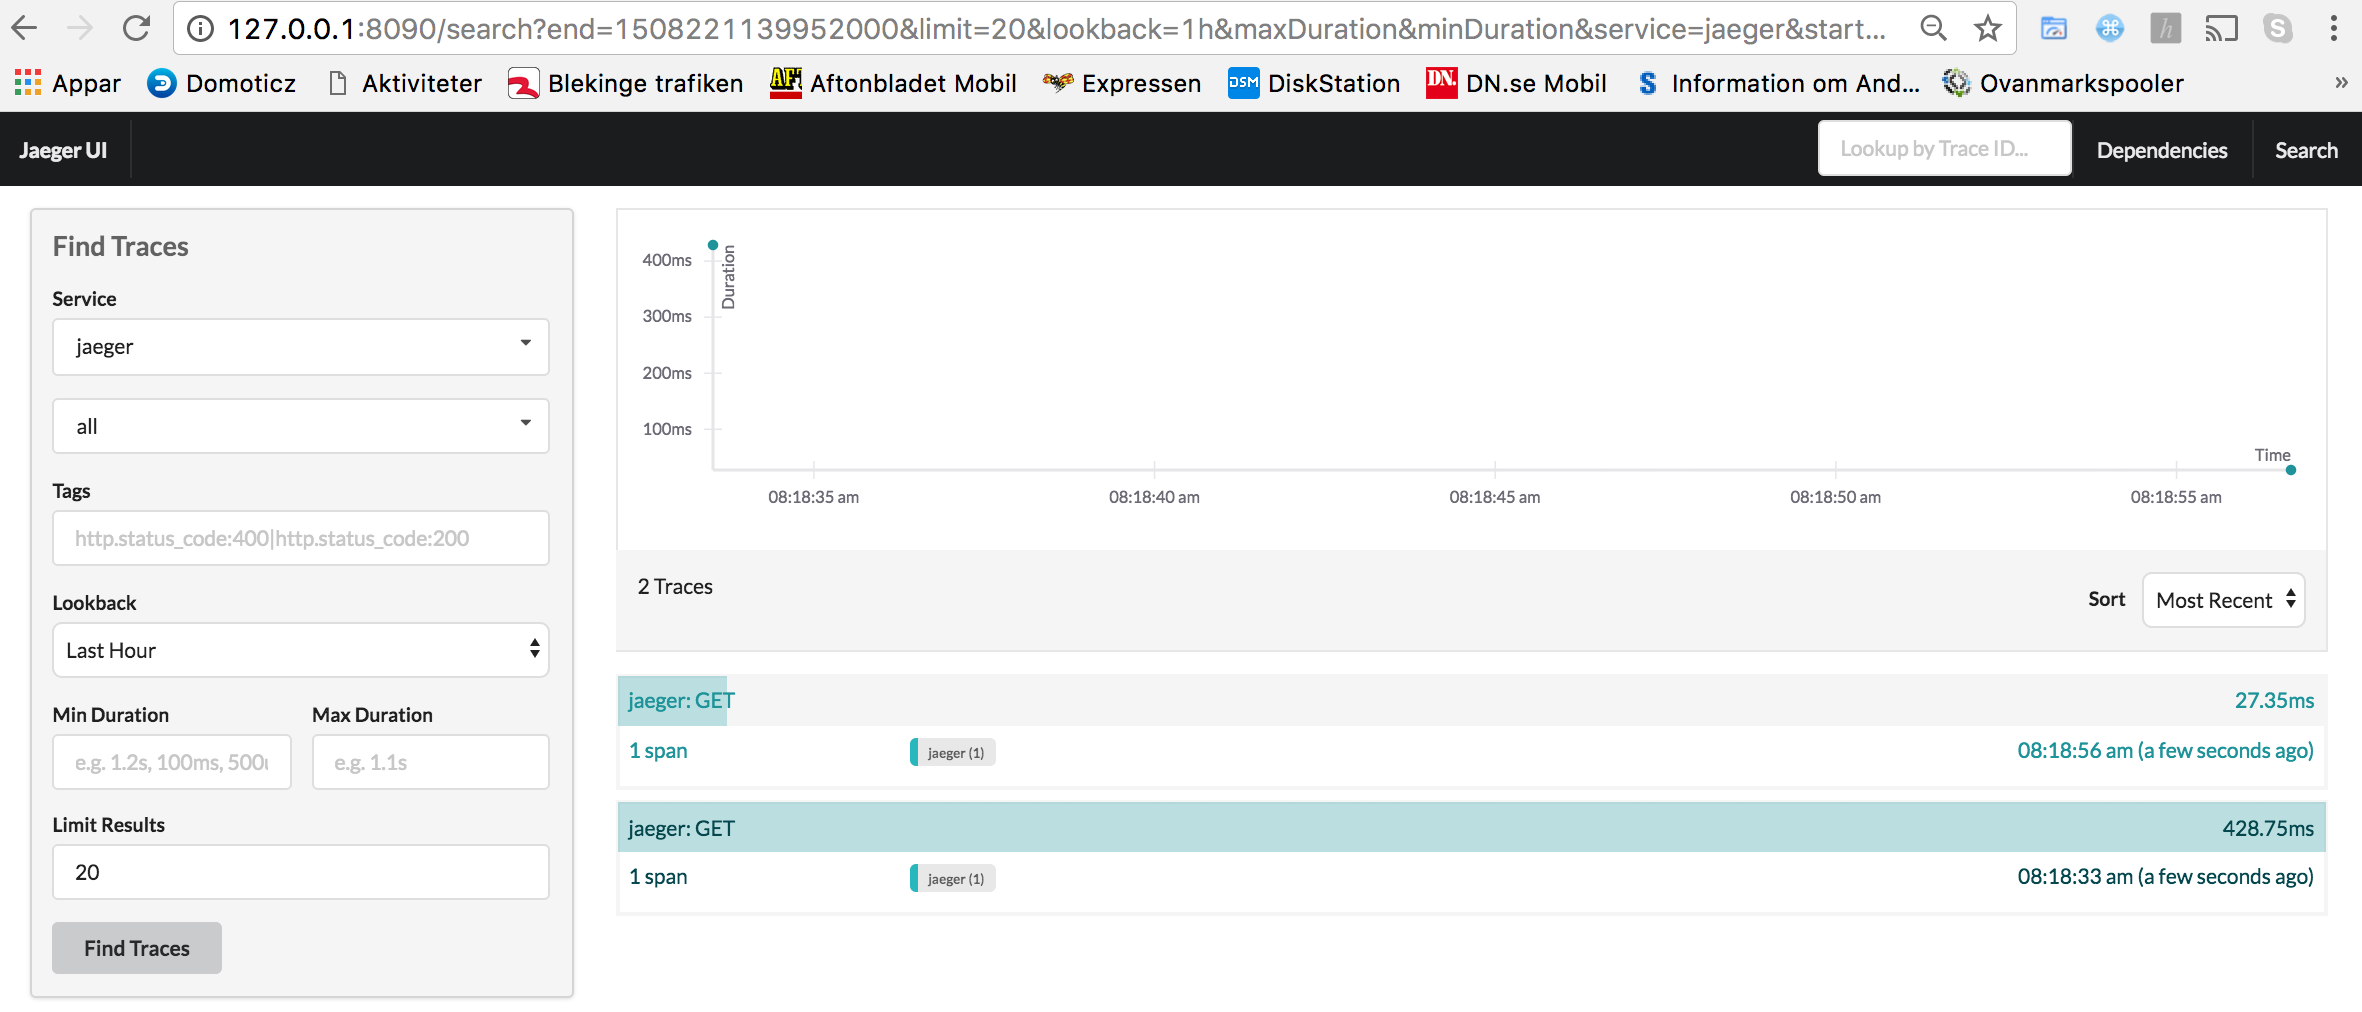 127.0.0.1:8090/search?end=1508221139952000&limit=20&lookback=1h&maxDuration&minDuration&service=jaeger&start...
Appar Domoticz Aktiviteter Blekinge trafiken AF! Aftonbladet Mobil Expressen DSM DiskStation DN. DN.se Mobil S Information om And... Ovanmarkspooler »
Jaeger UI
Lookup by Trace ID...
Dependencies
Search
Find Traces
Service
jaeger
all
Tags
http.status_code:400|http.status_code:200
Lookback
Last Hour
Min Duration Max Duration
e.g. 1.2s, 100ms, 500u e.g. 1.1s
Limit Results
20
Find Traces
Duration
400ms
300ms
200ms
100ms
Time
08:18:35 am 08:18:40 am 08:18:45 am 08:18:50 am 08:18:55 am
2 Traces
Sort Most Recent
jaeger: GET 27.35ms
1 span jaeger (1) 08:18:56 am (a few seconds ago)
jaeger: GET 428.75ms
1 span jaeger (1) 08:18:33 am (a few seconds ago)